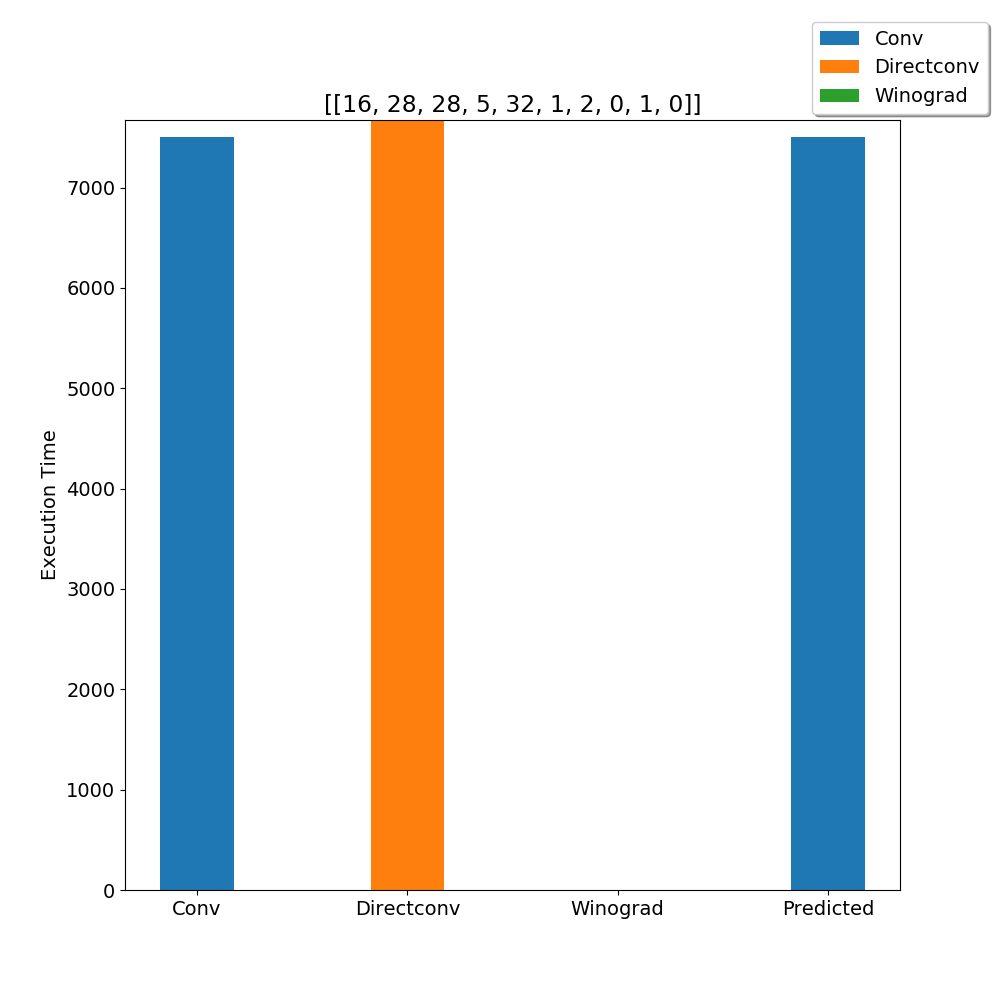 Conv
Directconv
Winograd
[[16, 28, 28, 5, 32, 1, 2, 0, 1, 0]]
7000
6000
5000
4000
3000
2000
1000
0
Execution Time
Conv Directconv Winograd Predicted